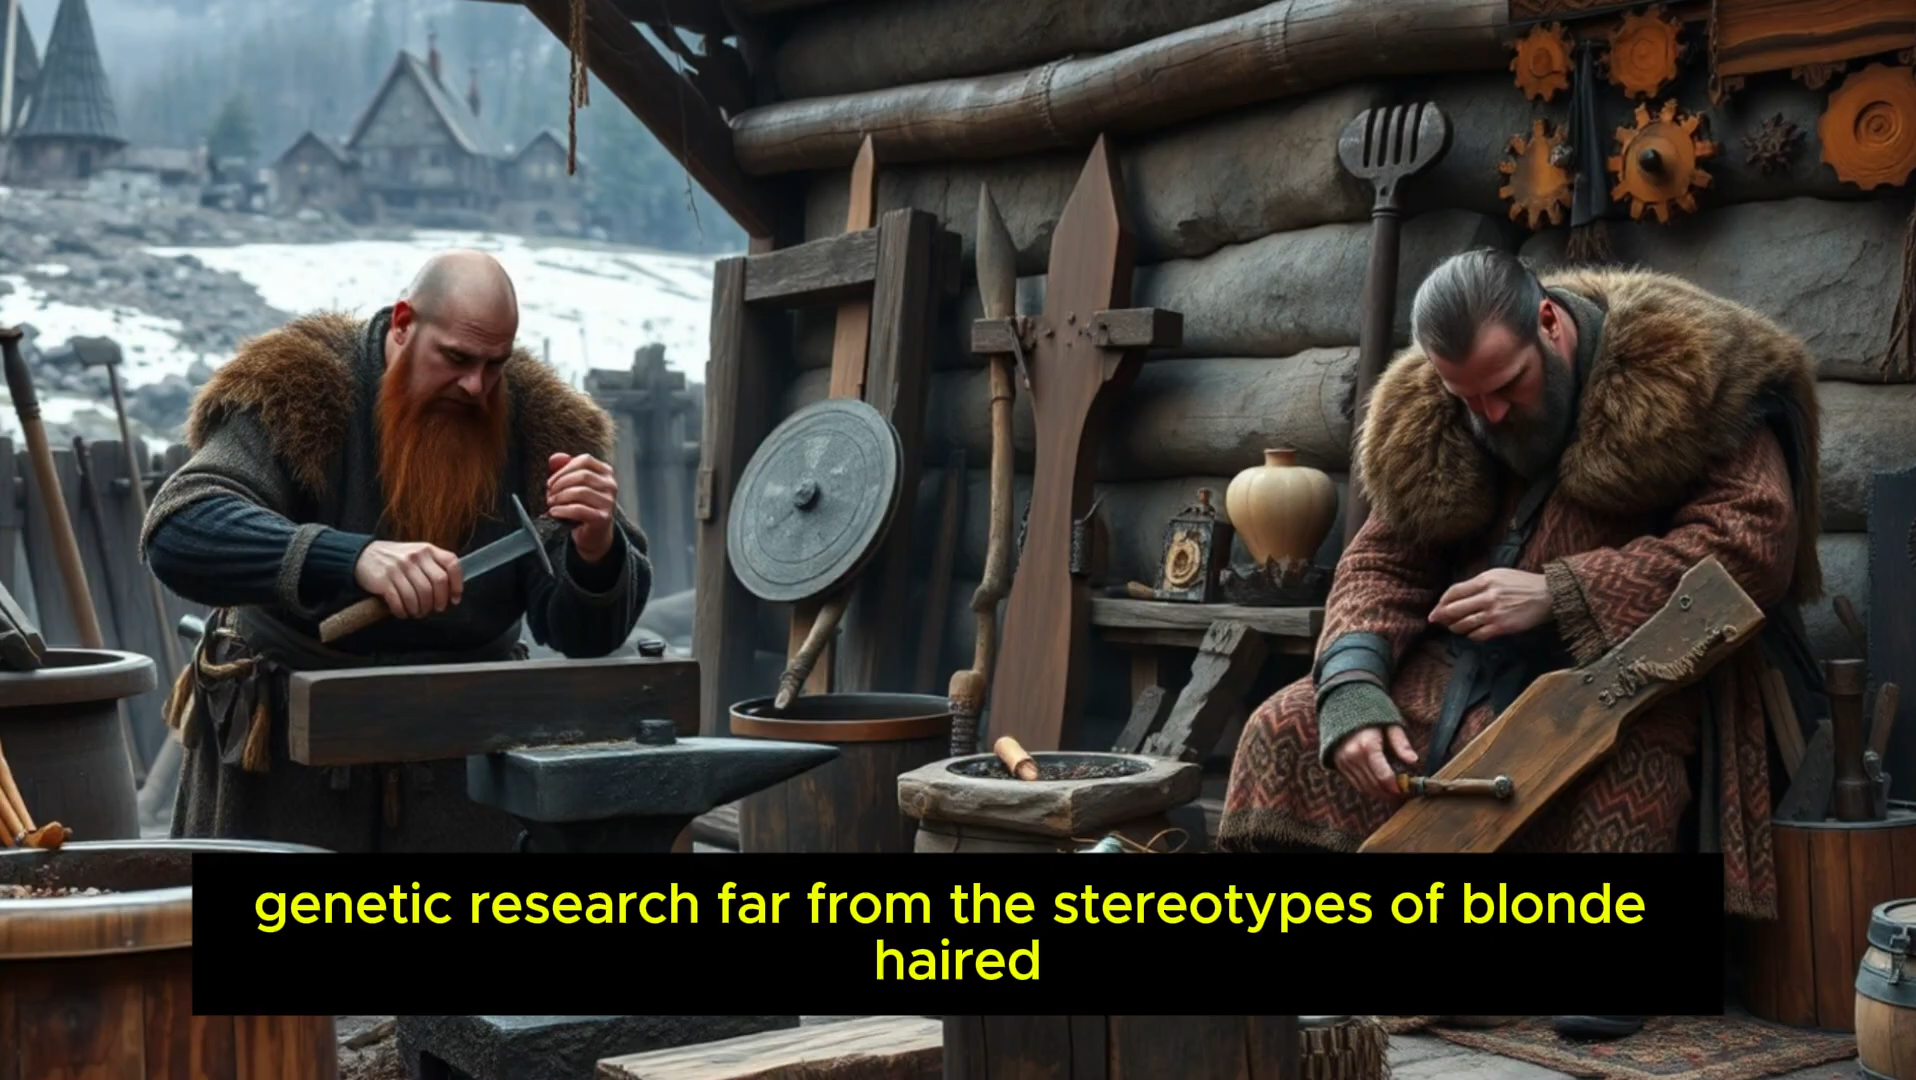 genetic research far from the stereotypes of blonde
haired